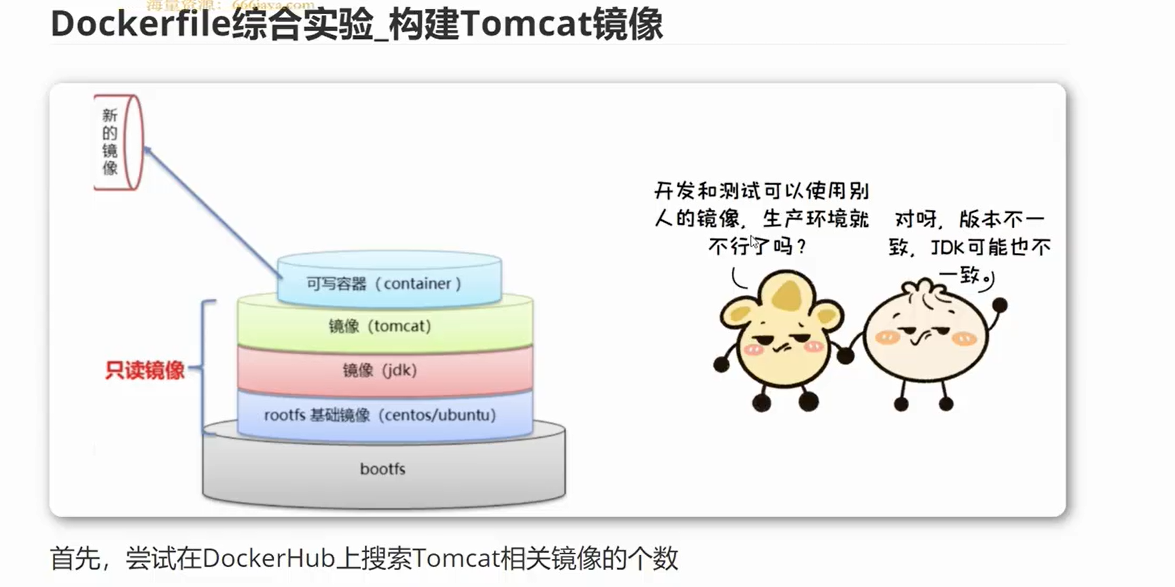 海量资源：666java.com
Dockerfile综合实验_构建Tomcat镜像
新
的
镜
像
可写容器（container）
镜像（tomcat）
镜像（jdk）
只读镜像
rootfs 基础镜像（centos/ubuntu）
bootfs
开发和测试可以使用别
人的镜像，生产环境就
不行了吗？
对呀，版本不一
致，JDK可能也不
一致。
首先，尝试在DockerHub上搜索Tomcat相关镜像的个数